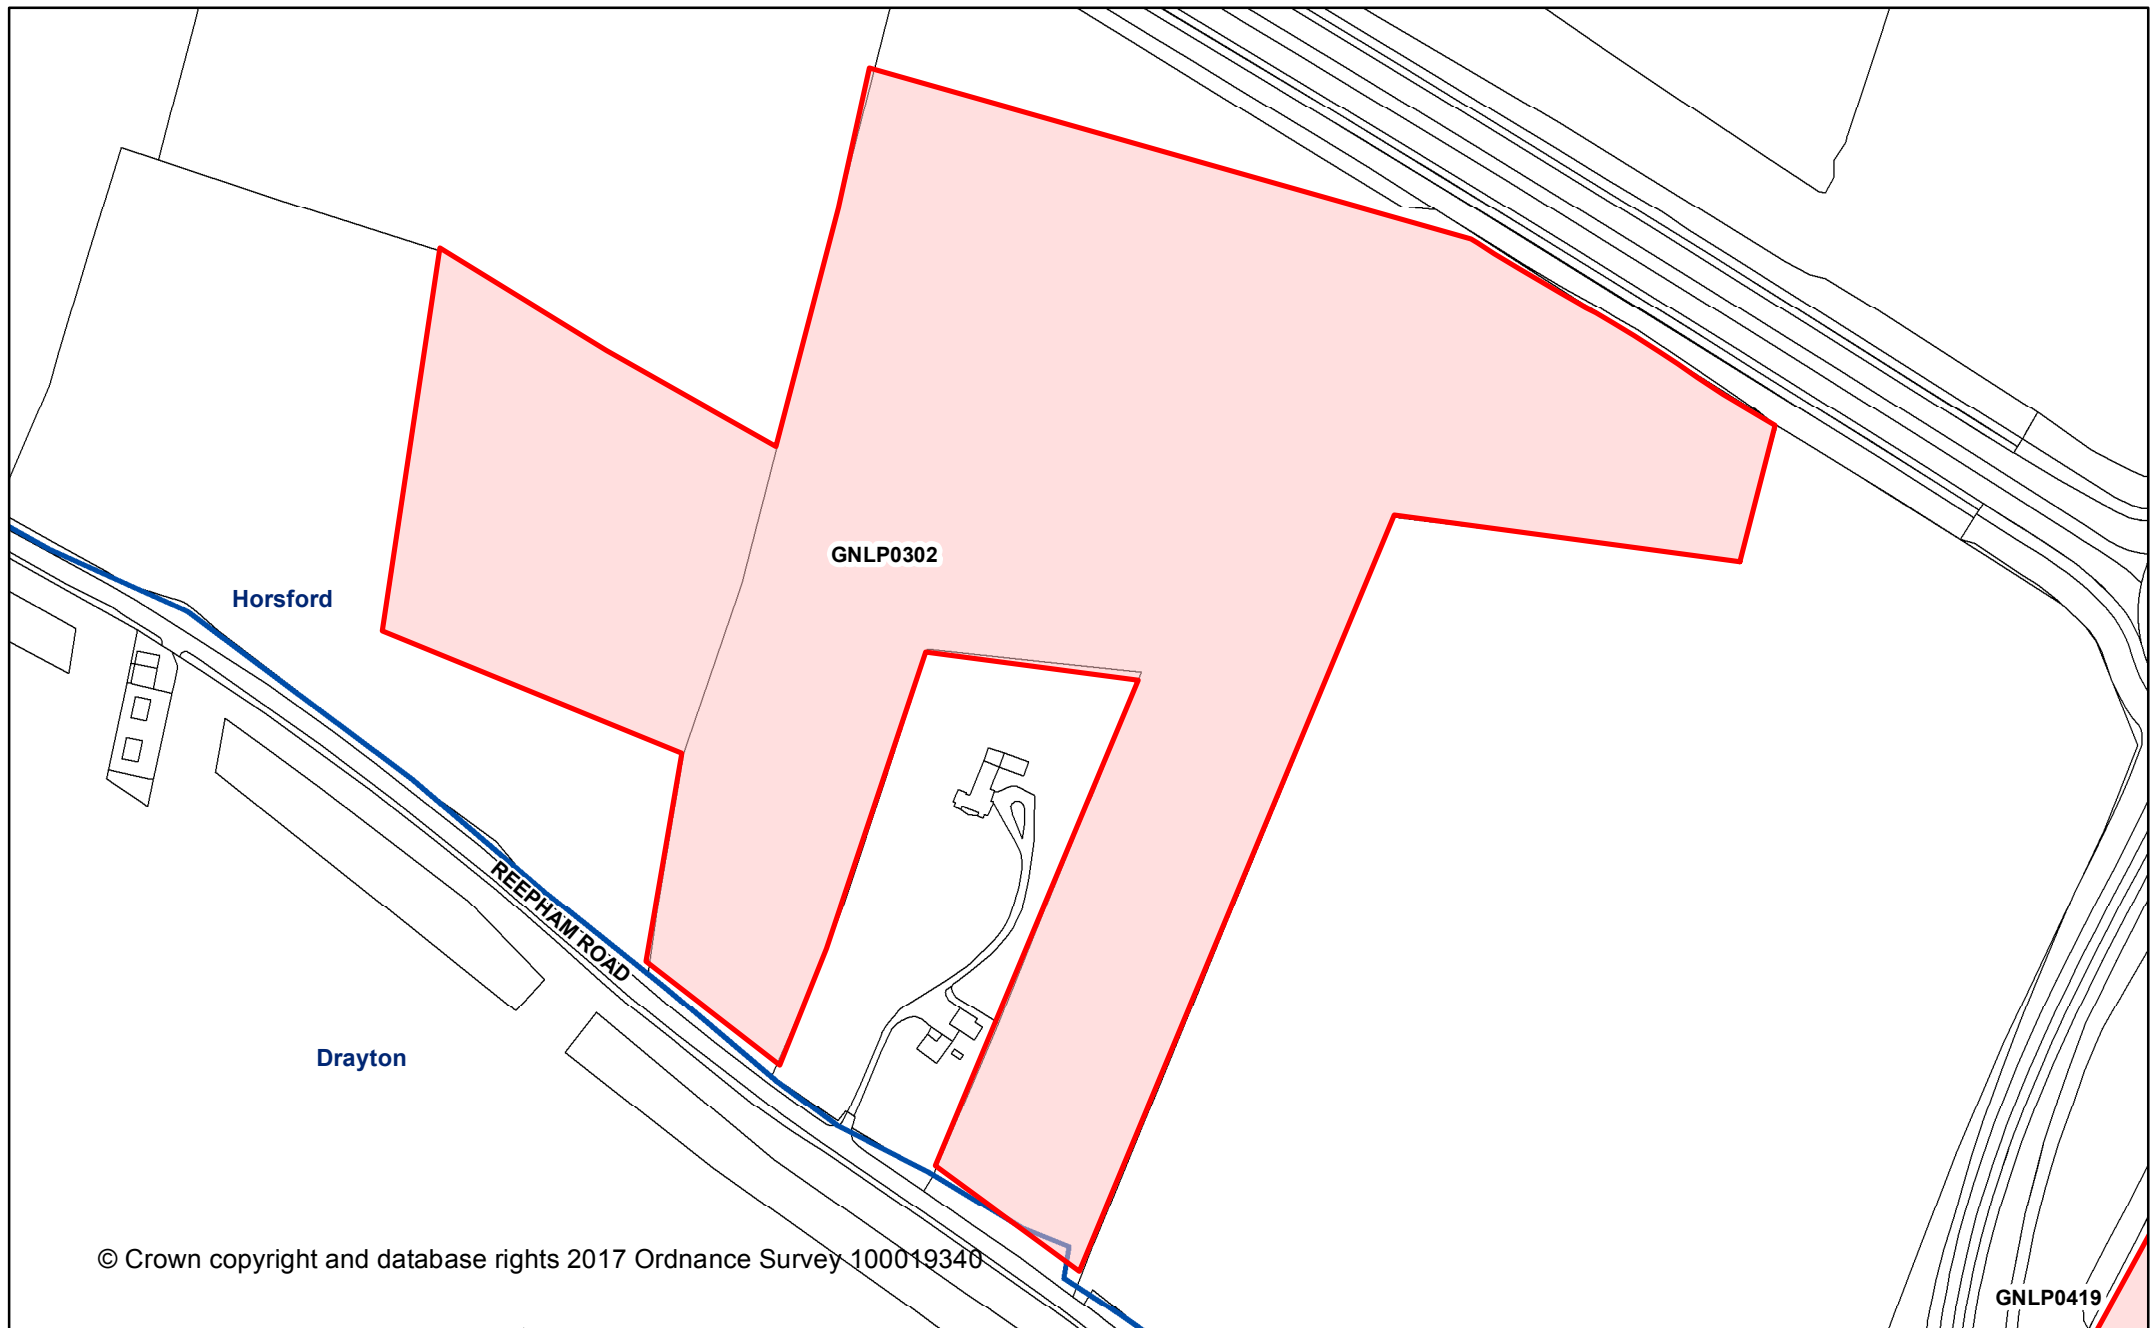 GNLP0302
Horsford
REEPHAM ROAD
Drayton
© Crown copyright and database rights 2017 Ordnance Survey 100019340
GNLP0419